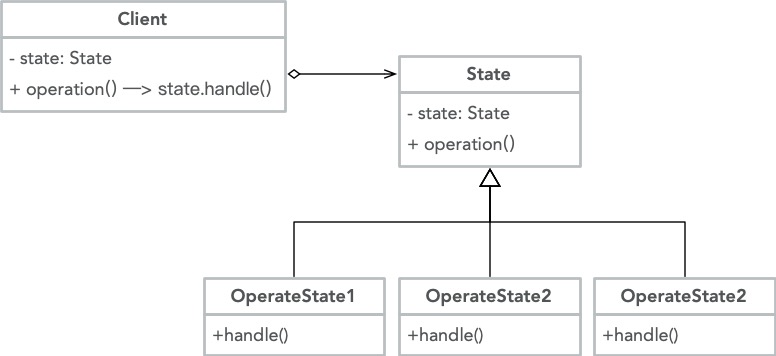 Client
- state: State
+ operation() —> state.handle()
State
- state: State
+ operation()
OperateState1
+handle()
OperateState2
+handle()
OperateState2
+handle()